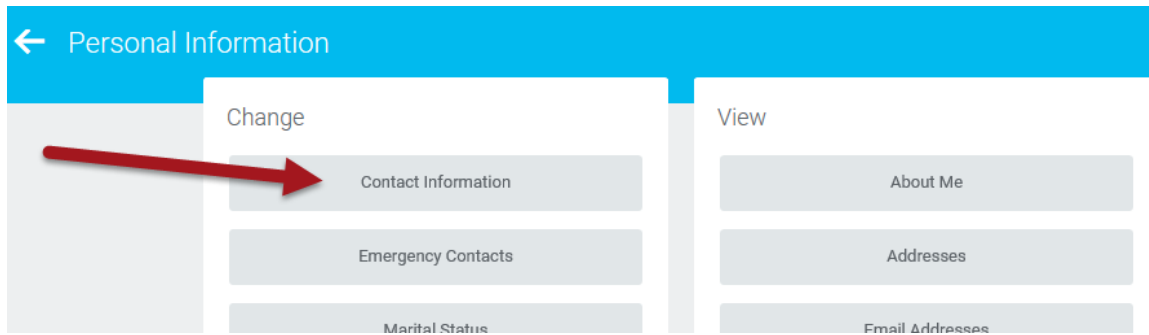 Personal Information
Change
Contact Information
Emergency Contacts
Marital Status
View
About Me
Addresses
Email Addresses